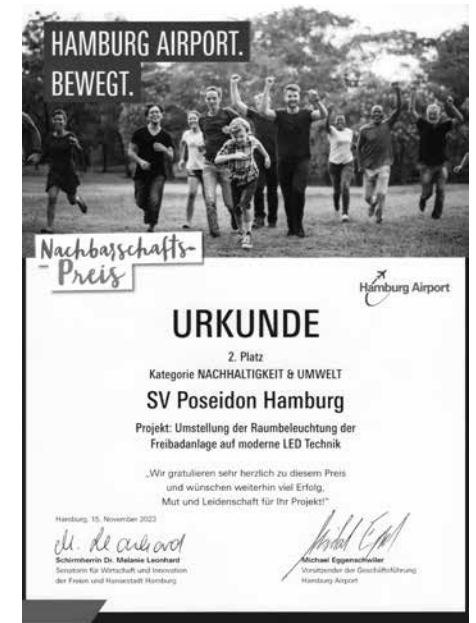 HAMBURG AIRPORT.
BEWEGT.
Nachbarschafts-
-Preis
Hamburg Airport
URKUNDE
2. Platz
Kategorie NACHHALTIGKEIT & UMWELT
SV Poseidon Hamburg
Projekt: Umstellung der Raumbeleuchtung der
Freibadanlage auf moderne LED Technik
„Wir gratulieren sehr herzlich zu diesem Preis
und wünschen weiterhin viel Erfolg,
Mut und Leidenschaft für Ihr Projekt!"
Hamburg, 15. November 2023
Schirmherrin Dr. Melanie Leonhard
Senatorin für Wirtschaft und Innovation
der Freien und Hansestadt Hamburg
Michael Eggenschwiler
Vorsitzender der Geschäftsführung
Hamburg Airport